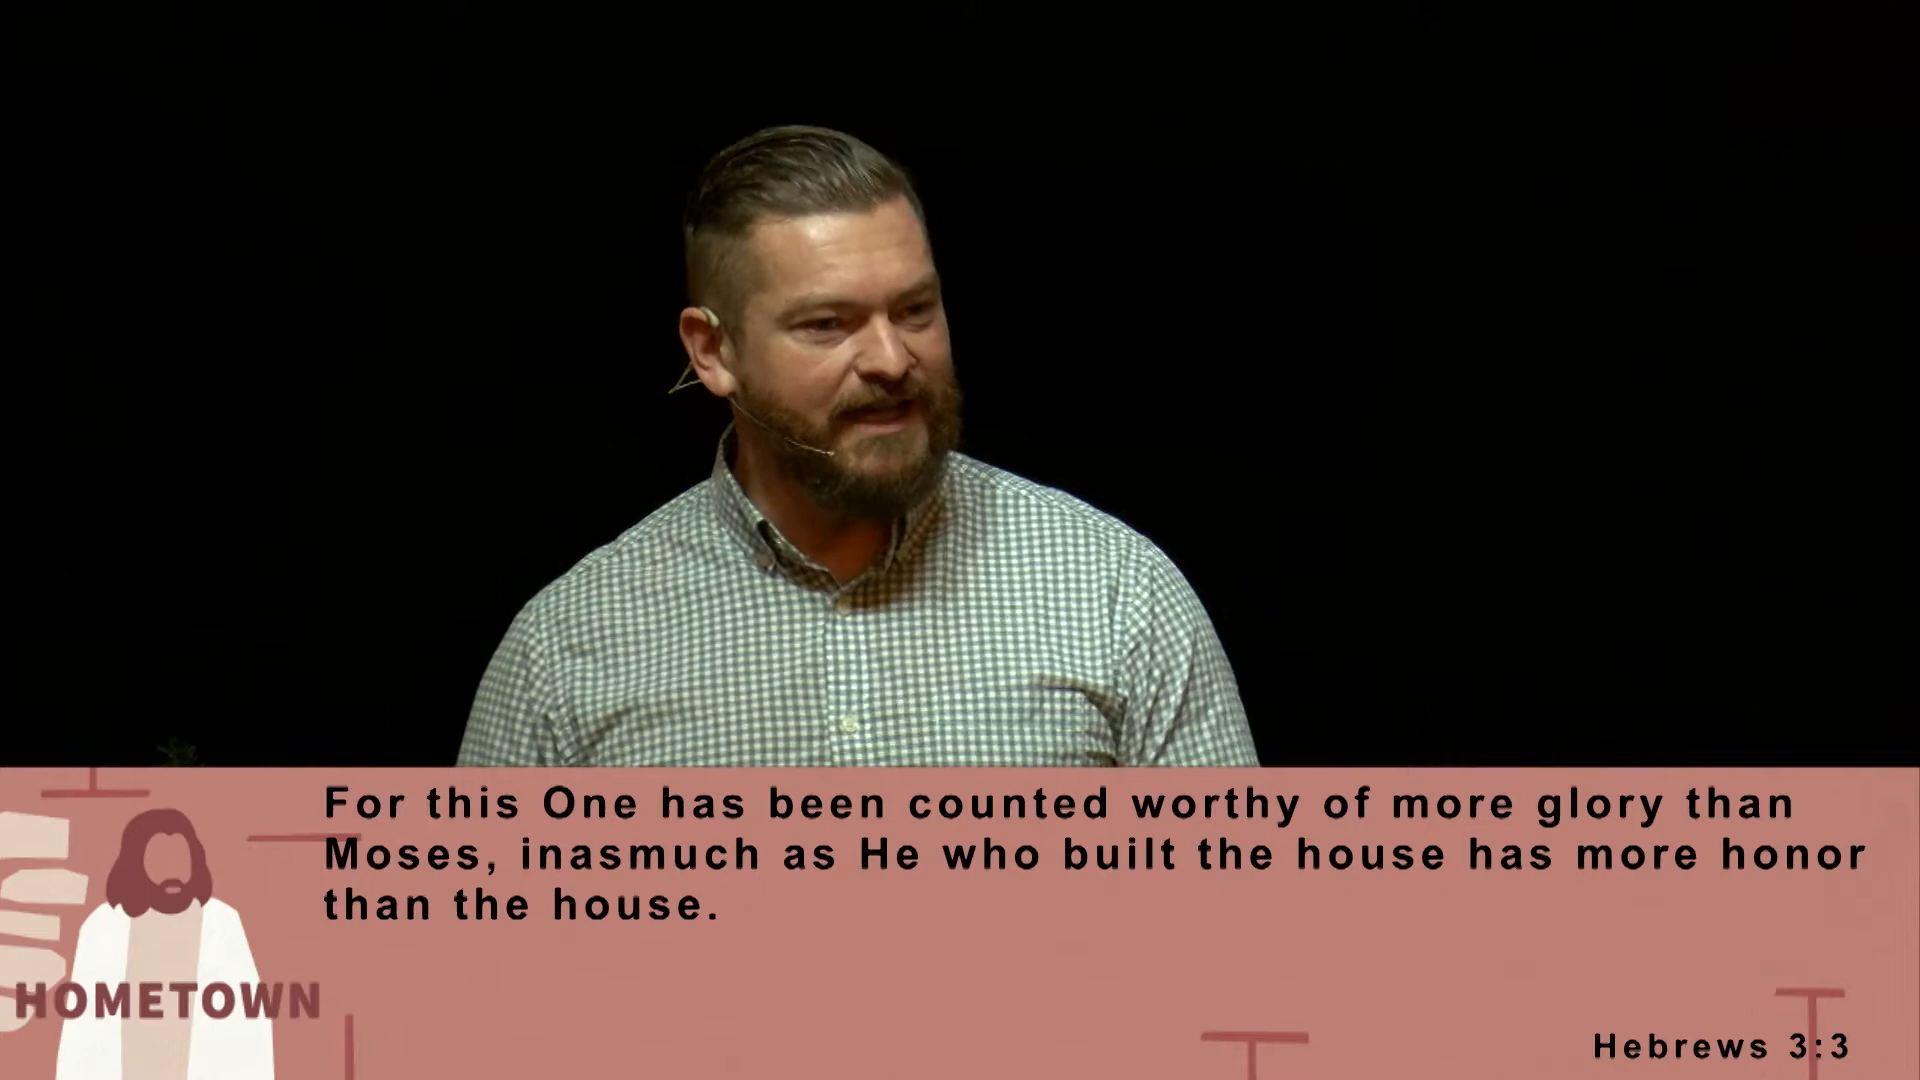 For this One has been counted worthy of more glory than
Moses, inasmuch as He who built the house has more honor
than the house.
HOMETOWN
Hebrews 3:3